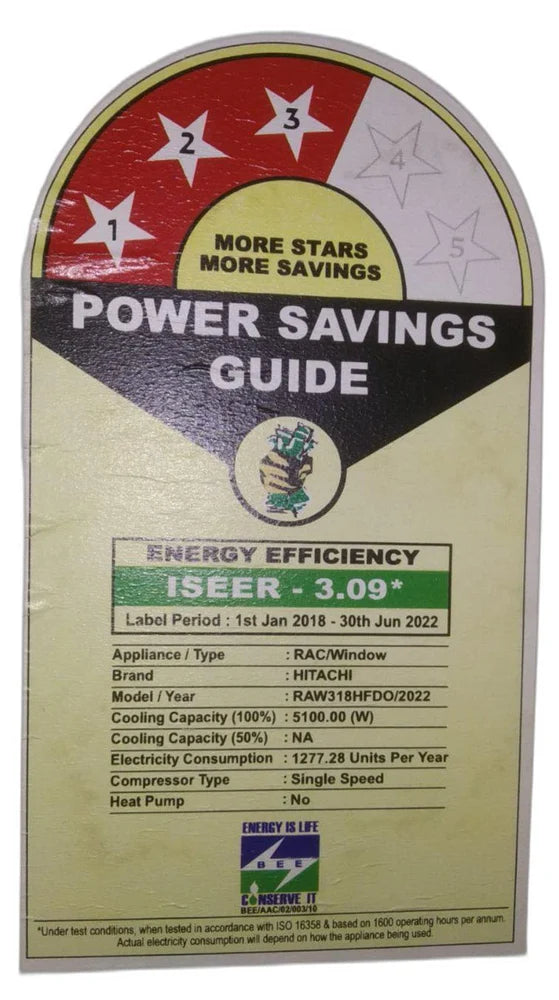 1
2
3
4
5
MORE STARS
MORE SAVINGS
POWER SAVINGS
GUIDE
ENERGY EFFICIENCY
ISEER - 3.09*
Label Period : 1st Jan 2018 - 30th Jun 2022
Appliance / Type : RAC/Window
Brand : HITACHI
Model / Year : RAW318HFDO/2022
Cooling Capacity (100%) : 5100.00 (W)
Cooling Capacity (50%) : NA
Electricity Consumption : 1277.28 Units Per Year
Compressor Type : Single Speed
Heat Pump : No
ENERGY IS LIFE
BEE
CONSERVE IT
BEE/AAC/02/003/10
*Under test conditions, when tested in accordance with ISO 16358 & based on 1600 operating hours per annum.
Actual electricity consumption will depend on how the appliance being used.